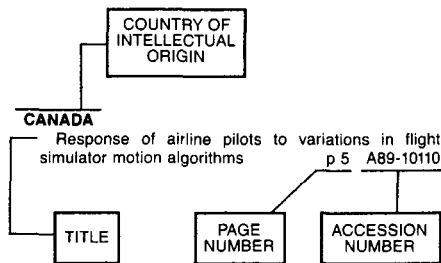 COUNTRY OF
INTELLECTUAL
ORIGIN
CANADA
Response of airline pilots to variations in flight
simulator motion algorithms p 5 A89-10110
TITLE
PAGE
NUMBER
ACCESSION
NUMBER